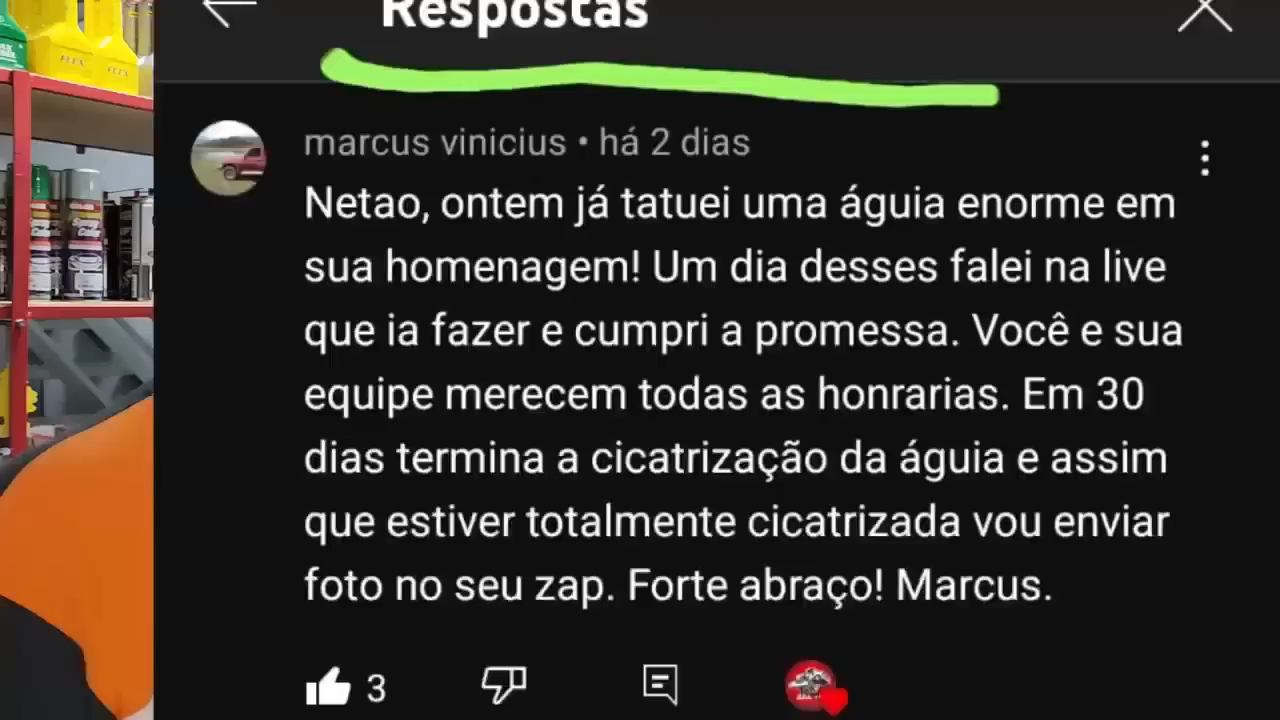 Respostas
marcus vinicius • há 2 dias
Netao, ontem já tatuei uma águia enorme em
sua homenagem! Um dia desses falei na live
que ia fazer e cumpri a promessa. Você e sua
equipe merecem todas as honrarias. Em 30
dias termina a cicatrização da águia e assim
que estiver totalmente cicatrizada vou enviar
foto no seu zap. Forte abraço! Marcus.
3